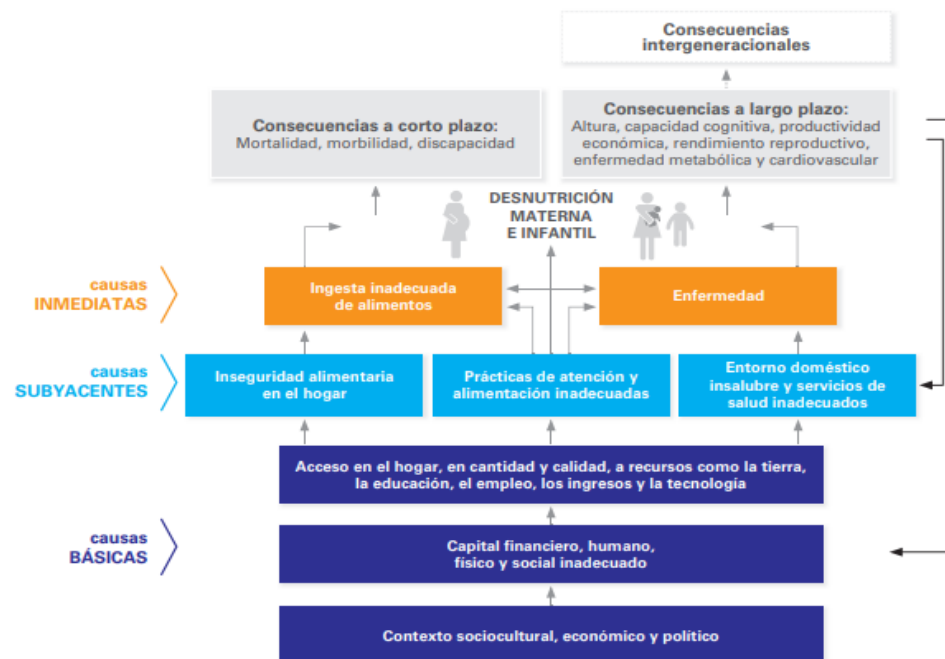 Consecuencias
intergeneracionales
Consecuencias a corto plazo:
Mortalidad, morbilidad, discapacidad
Consecuencias a largo plazo:
Altura, capacidad cognitiva, productividad
económica, rendimiento reproductivo,
enfermedad metabólica y cardiovascular
DESNUTRICIÓN
MATERNA
E INFANTIL
causas
INMEDIATAS
Ingesta inadecuada
de alimentos
Enfermedad
causas
SUBYACENTES
Inseguridad alimentaria
en el hogar
Prácticas de atención y
alimentación inadecuadas
Entorno doméstico
insalubre y servicios de
salud inadecuados
Acceso en el hogar, en cantidad y calidad, a recursos como la tierra,
la educación, el empleo, los ingresos y la tecnología
causas
BÁSICAS
Capital financiero, humano,
físico y social inadecuado
Contexto sociocultural, económico y político